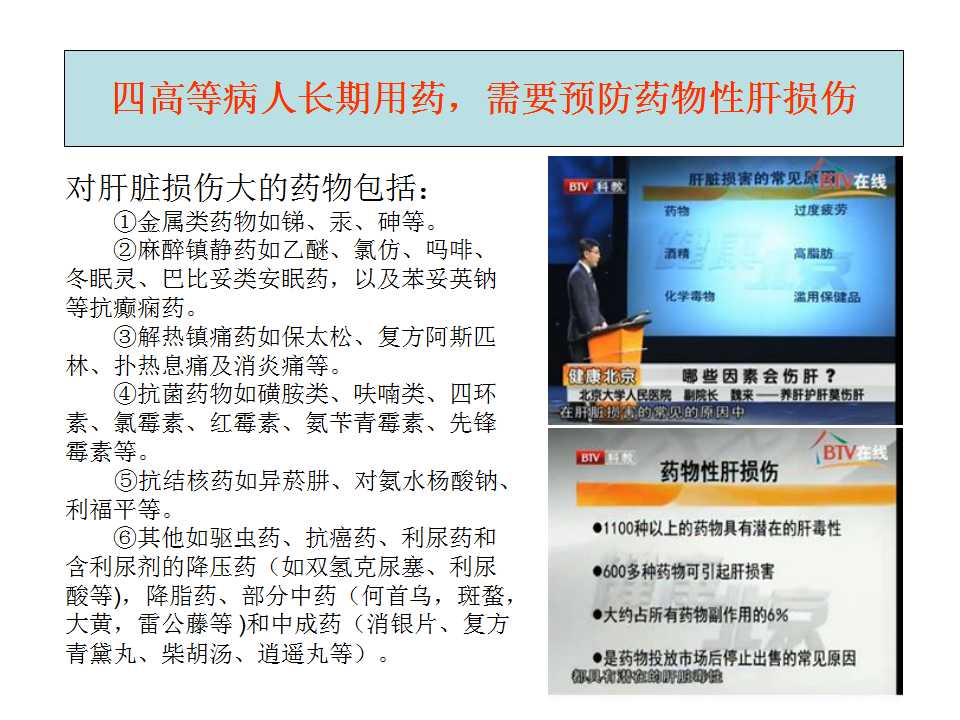 四高等病人长期用药，需要预防药物性肝损伤
对肝脏损伤大的药物包括：
①金属类药物如锑、汞、砷等。
②麻醉镇静药如乙醚、氯仿、吗啡、
冬眠灵、巴比妥类安眠药，以及苯妥英钠
等抗癫痫药。
③解热镇痛药如保太松、复方阿斯匹
林、扑热息痛及消炎痛等。
④抗菌药物如磺胺类、呋喃类、四环
素、氯霉素、红霉素、氨苄青霉素、先锋
霉素等。
⑤抗结核药如异菸肼、对氨水杨酸钠、
利福平等。
⑥其他如驱虫药、抗癌药、利尿药和
含利尿剂的降压药（如双氢克尿塞、利尿
酸等)，降脂药、部分中药（何首乌，斑蝥，
大黄，雷公藤等 )和中成药（消银片、复方
青黛丸、柴胡汤、逍遥丸等）。
BTV 科教
肝脏损害的常见原
BTV在线
药物
过度疲劳
酒精
高脂肪
化学毒物
滥用保健品
健康北京
健康北京
哪些因素会伤肝？
北京大学人民医院 副院长 魏来——养肝护肝莫伤肝
在肝脏损害的常见的原因中
BTV 科教
BTV在线
药物性肝损伤
●1100种以上的药物具有潜在的肝毒性
●600多种药物可引起肝损害
●大约占所有药物副作用的6%
●是药物投放市场后停止出售的常见原因
健康北京
都具有潜在的肝脏毒性